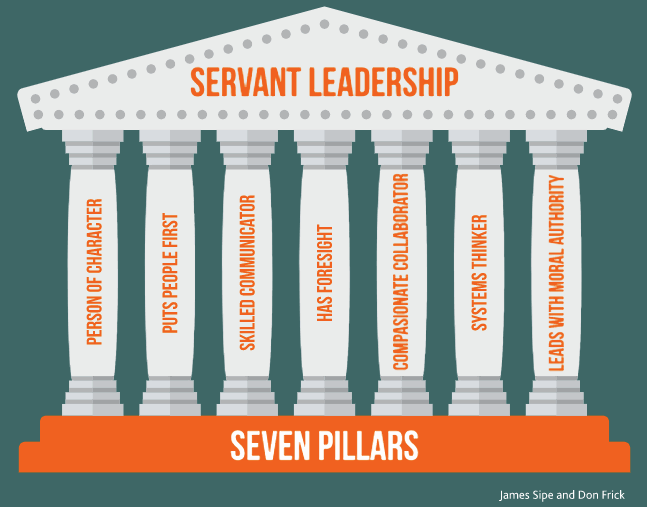 SERVANT LEADERSHIP
PERSON OF CHARACTER
PUTS PEOPLE FIRST
SKILLED COMMUNICATOR
HAS FORESIGHT
COMPASIONATE COLLABORATOR
SYSTEMS THINKER
LEADS WITH MORAL AUTHORITY
SEVEN PILLARS
James Sipe and Don Frick